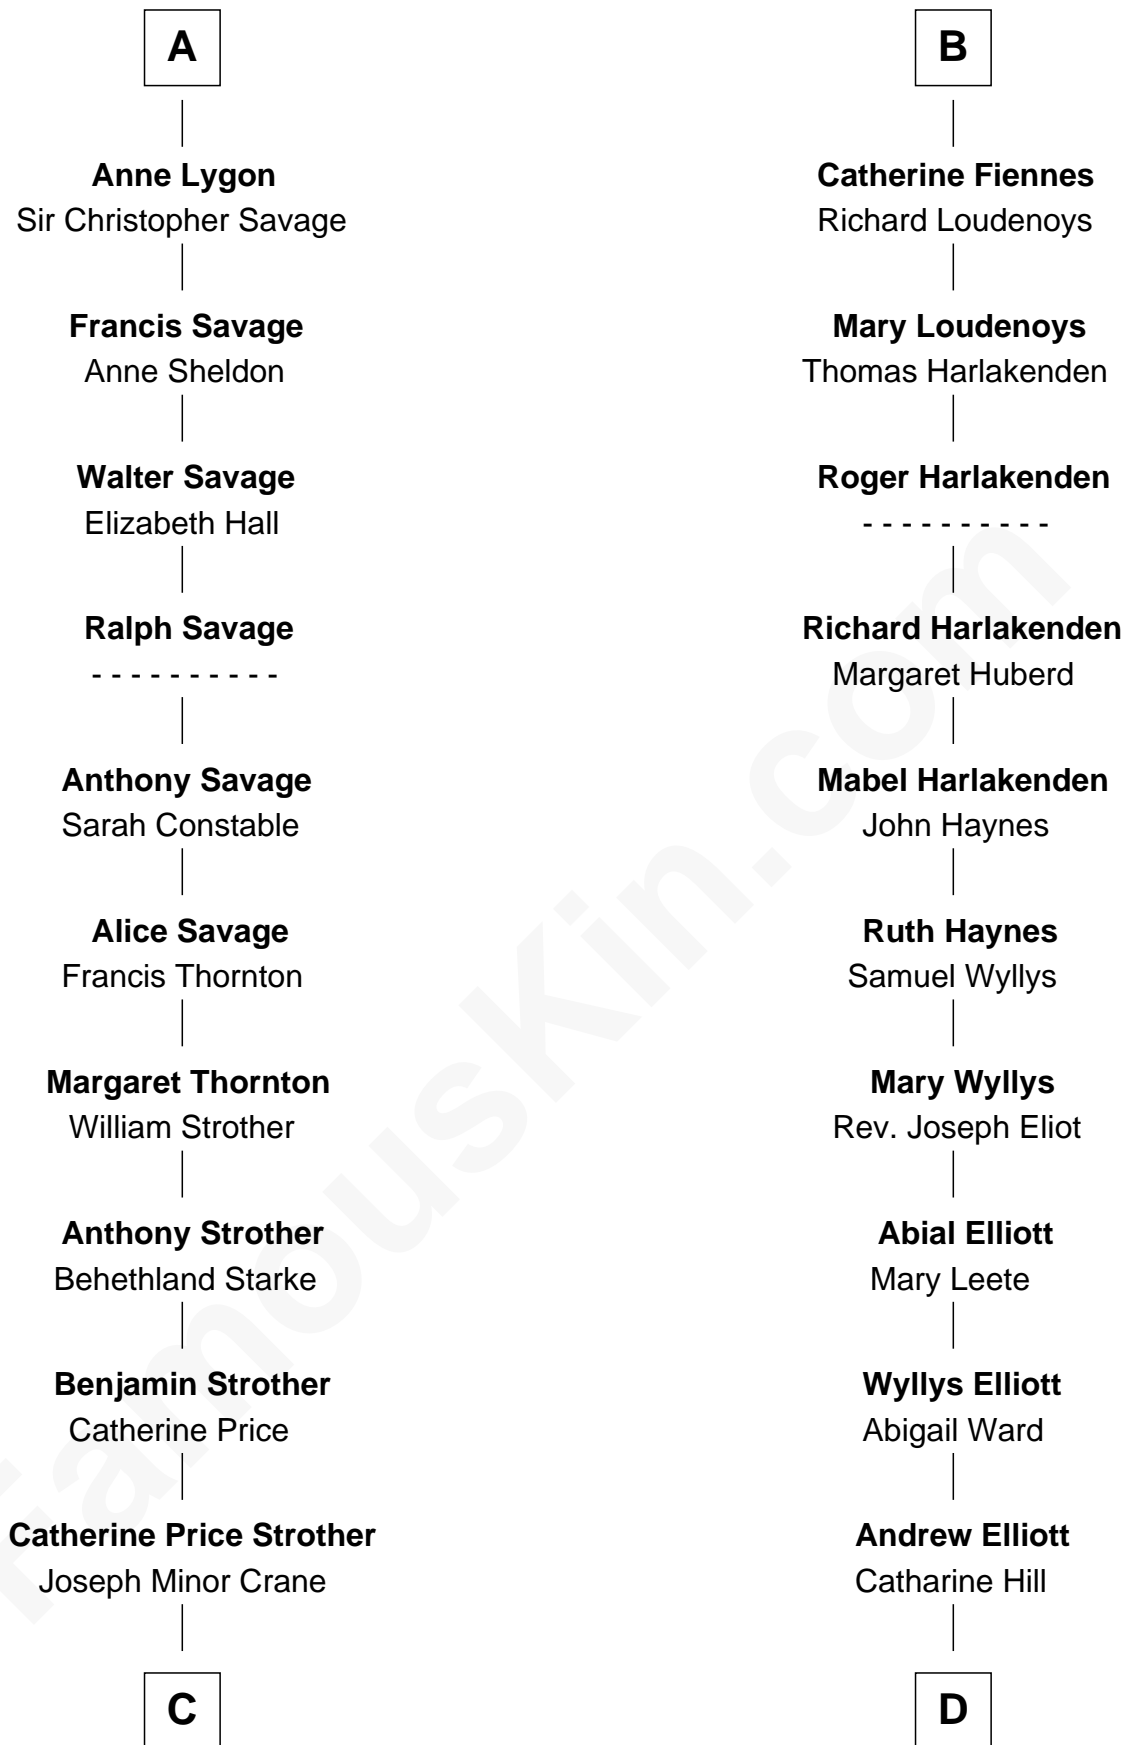 A
Anne Lygon
Sir Christopher Savage
Francis Savage
Anne Sheldon
Walter Savage
Elizabeth Hall
Ralph Savage
- - - - - - - - - -
Anthony Savage
Sarah Constable
Alice Savage
Francis Thornton
Margaret Thornton
William Strother
Anthony Strother
Behethland Starke
Benjamin Strother
Catherine Price
Catherine Price Strother
Joseph Minor Crane
C
B
Catherine Fiennes
Richard Loudenoys
Mary Loudenoys
Thomas Harlakenden
Roger Harlakenden
- - - - - - - - - -
Richard Harlakenden
Margaret Huberd
Mabel Harlakenden
John Haynes
Ruth Haynes
Samuel Wyllys
Mary Wyllys
Rev. Joseph Eliot
Abial Elliott
Mary Leete
Wyllys Elliott
Abigail Ward
Andrew Elliott
Catharine Hill
D
FamousKin.com